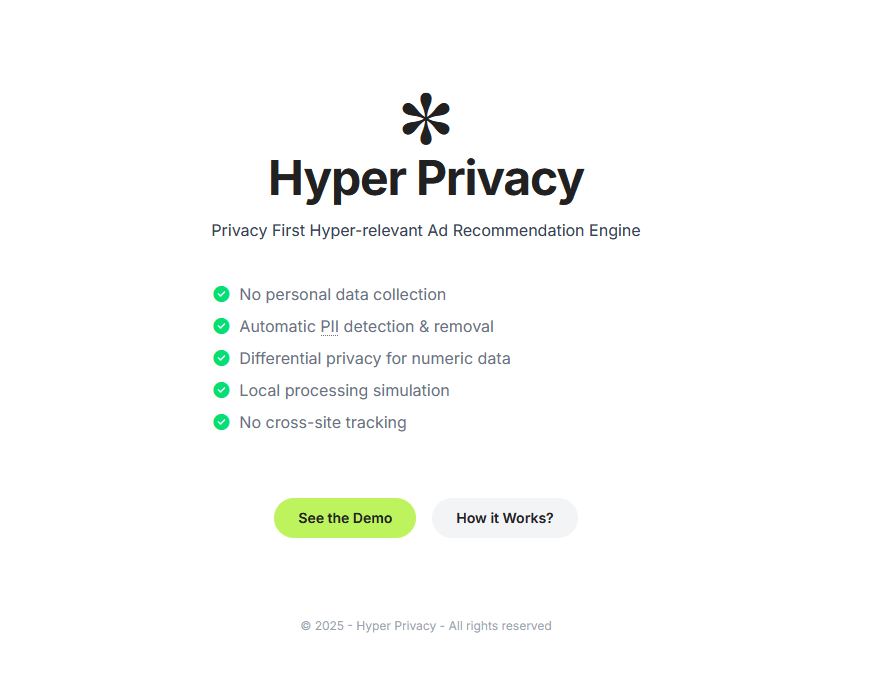 Hyper Privacy
Privacy First Hyper-relevant Ad Recommendation Engine
No personal data collection
Automatic PII detection & removal
Differential privacy for numeric data
Local processing simulation
No cross-site tracking
See the Demo
How it Works?
© 2025 - Hyper Privacy - All rights reserved